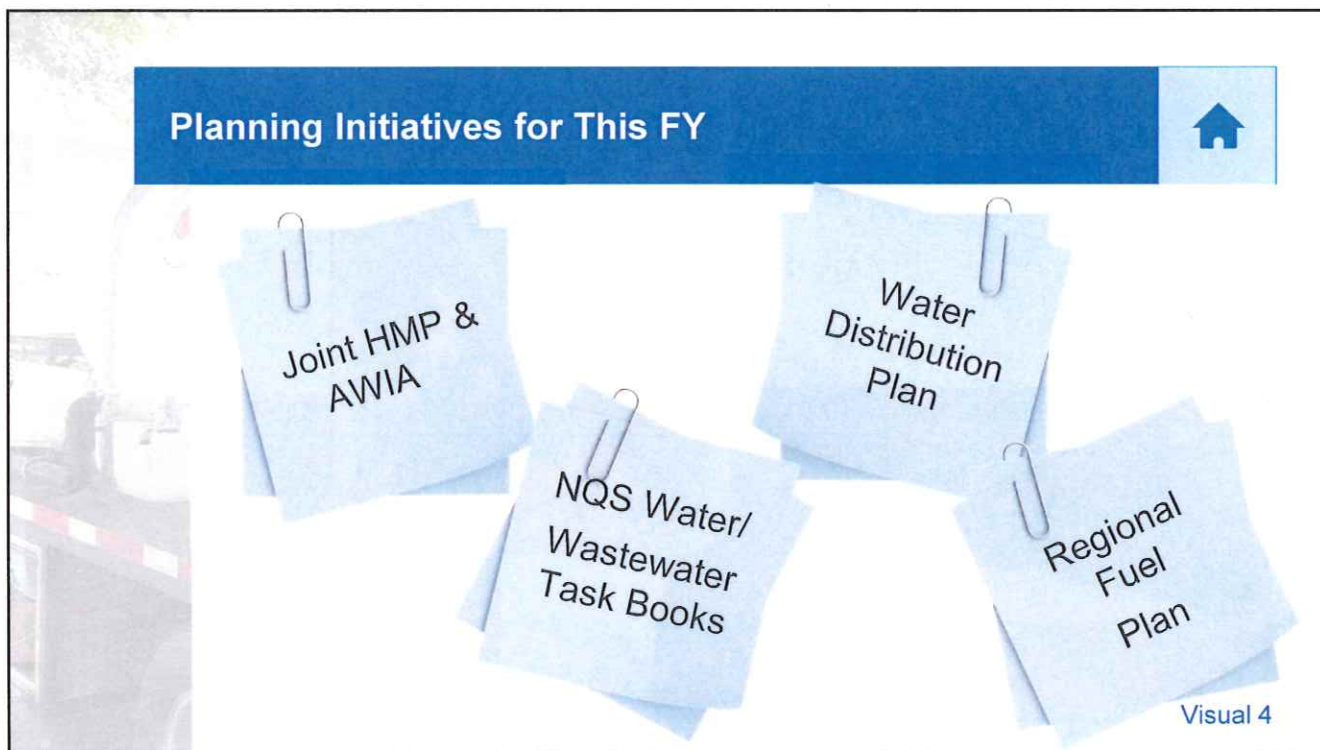 Planning Initiatives for This FY
Joint HMP &
AWIA
NQS Water/
Wastewater
Task Books
Water
Distribution
Plan
Regional
Fuel
Plan
Visual 4